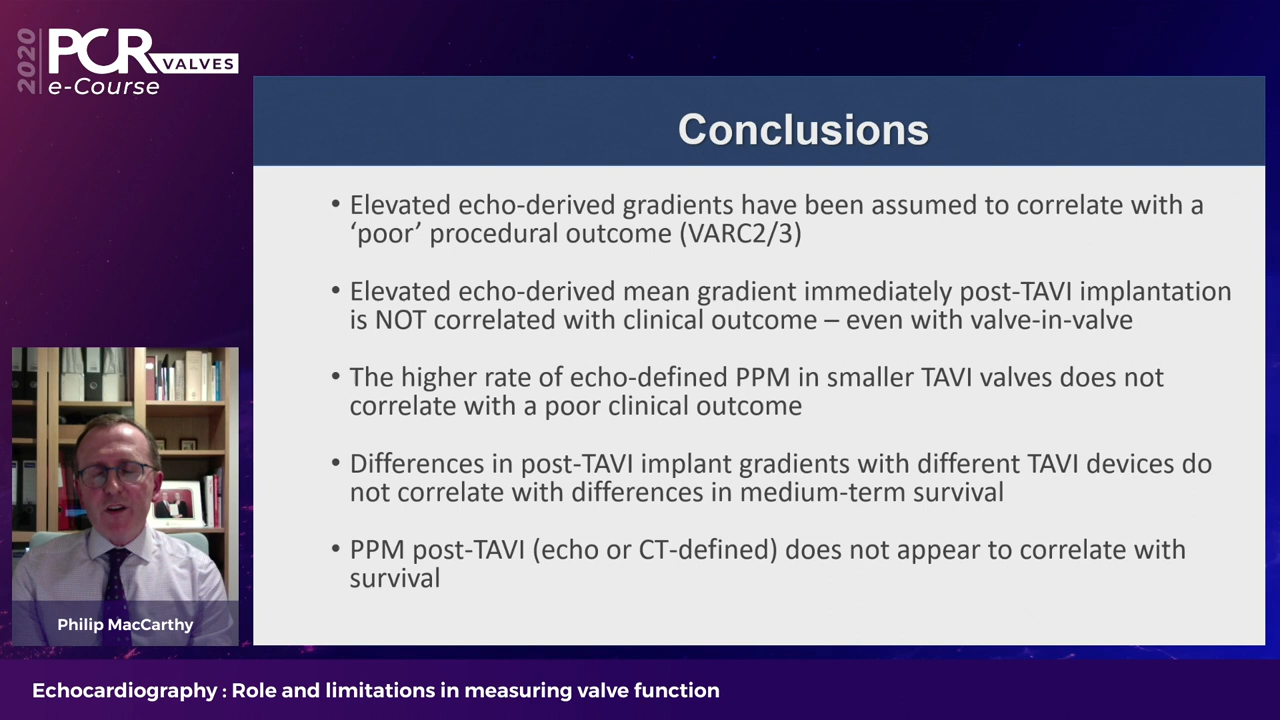 2020
PCR VALVES
e-Course
Conclusions
• Elevated echo-derived gradients have been assumed to correlate with a
‘poor’ procedural outcome (VARC2/3)
• Elevated echo-derived mean gradient immediately post-TAVI implantation
is NOT correlated with clinical outcome – even with valve-in-valve
• The higher rate of echo-defined PPM in smaller TAVI valves does not
correlate with a poor clinical outcome
• Differences in post-TAVI implant gradients with different TAVI devices do
not correlate with differences in medium-term survival
• PPM post-TAVI (echo or CT-defined) does not appear to correlate with
survival
Philip MacCarthy
Echocardiography : Role and limitations in measuring valve function